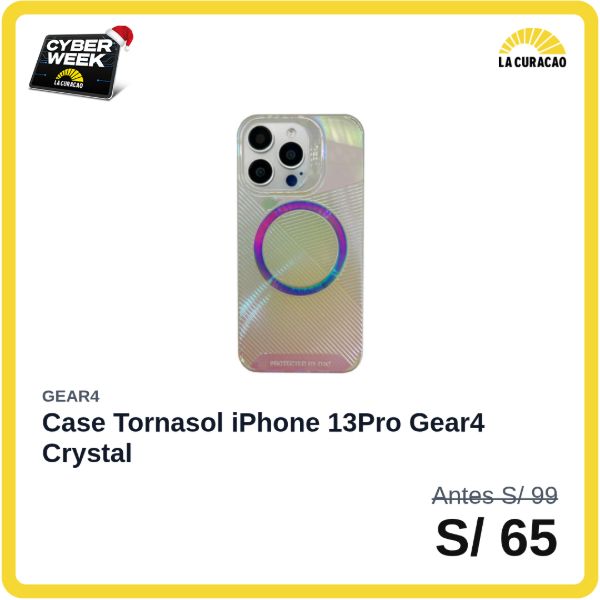 CYBER
WEEK
LA CURACAO
LA CURACAO
GEAR4
Case Tornasol iPhone 13Pro Gear4
Crystal
Antes S/ 99
S/ 65